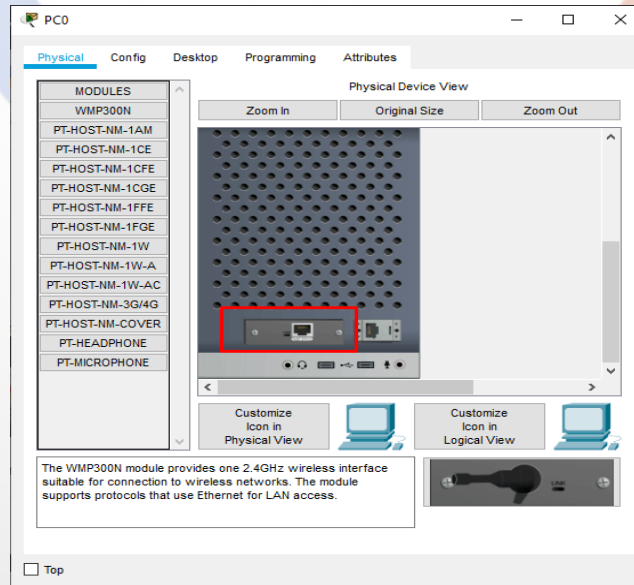 PC0
Physical Config Desktop Programming Attributes
MODULES
WMP300N
PT-HOST-NM-1AM
PT-HOST-NM-1CE
PT-HOST-NM-1CFE
PT-HOST-NM-1CGE
PT-HOST-NM-1FFE
PT-HOST-NM-1FGE
PT-HOST-NM-1W
PT-HOST-NM-1W-A
PT-HOST-NM-1W-AC
PT-HOST-NM-3G/4G
PT-HOST-NM-COVER
PT-HEADPHONE
PT-MICROPHONE
Physical Device View
Zoom In Original Size Zoom Out
Customize
Icon in
Physical View
Customize
Icon in
Logical View
The WMP300N module provides one 2.4GHz wireless interface
suitable for connection to wireless networks. The module
supports protocols that use Ethernet for LAN access.
LINK
Top